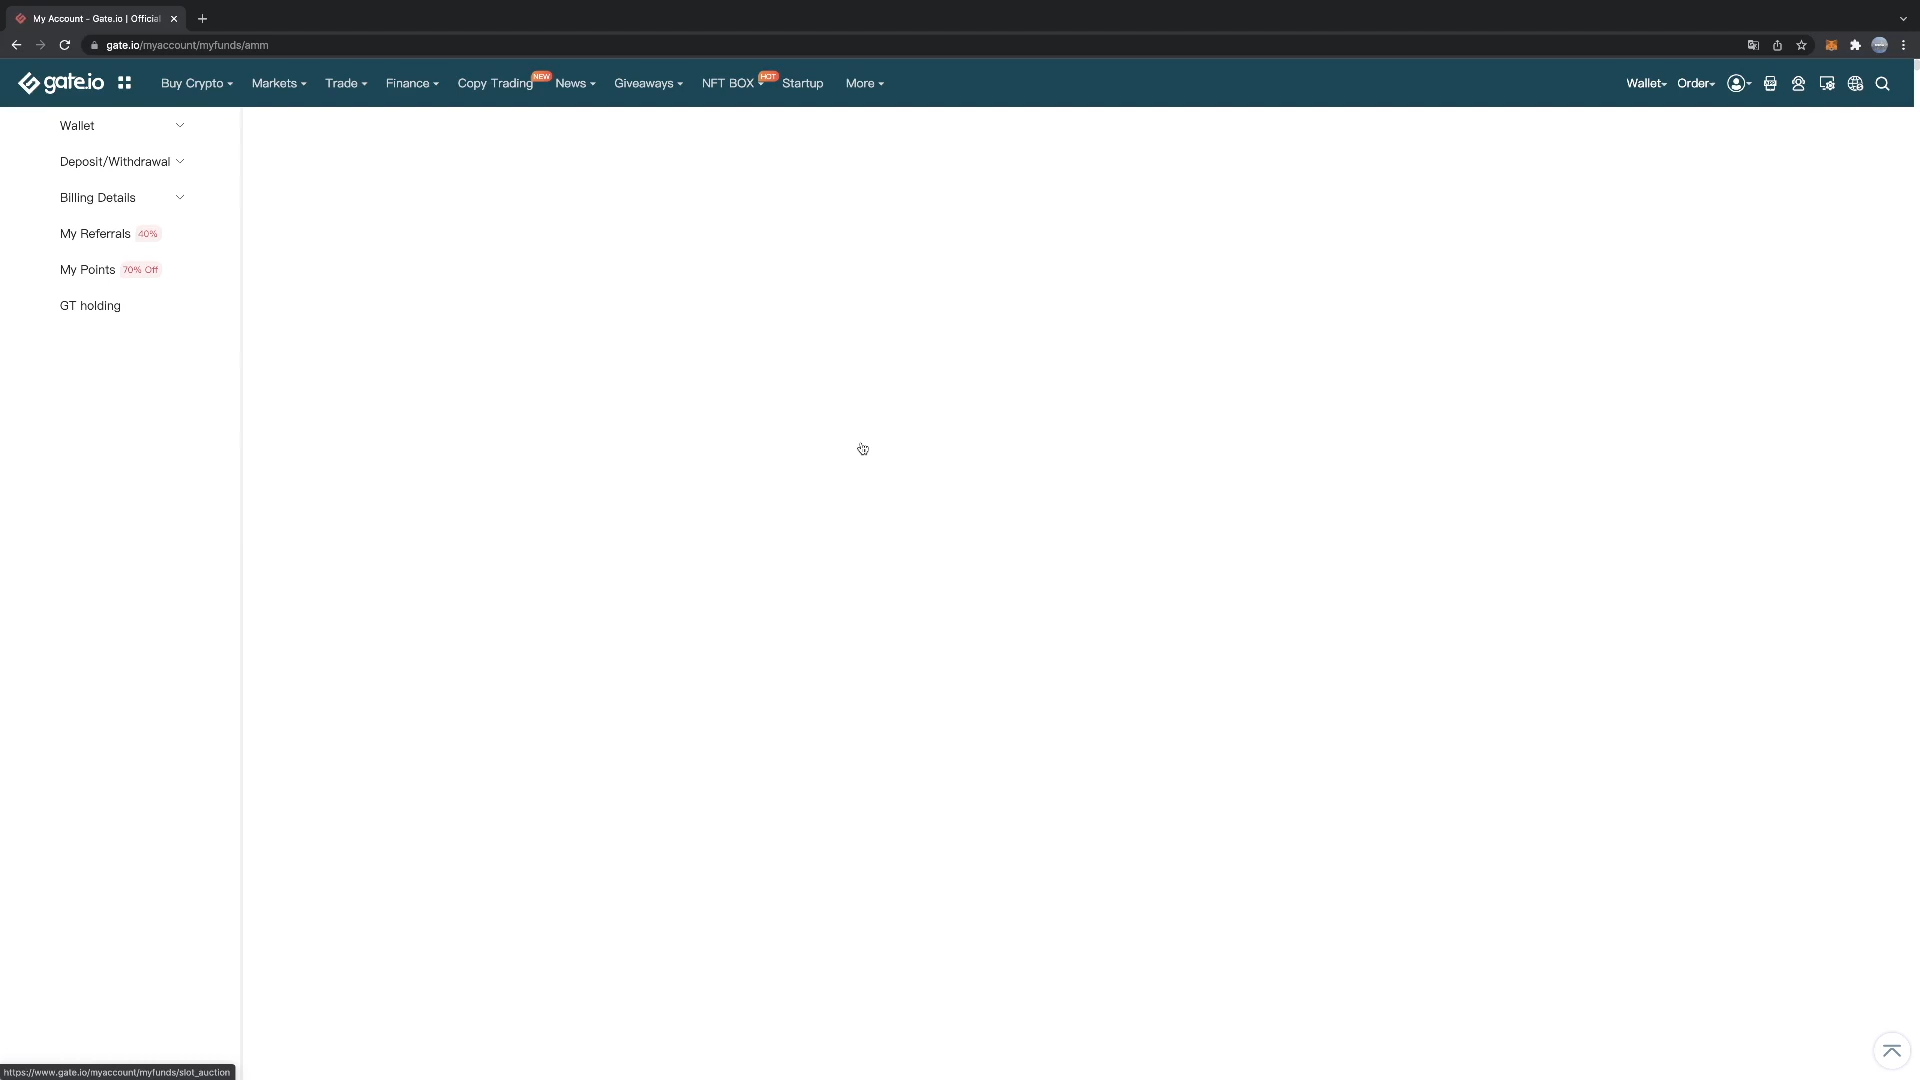 My Account - Gate.io | Official
gate.io/myaccount/myfunds/amm
gate.io
Buy Crypto
Markets
Trade
Finance
Copy Trading
NEW
News
Giveaways
NFT BOX
HOT
Startup
More
Wallet
Order
Wallet
Deposit/Withdrawal
Billing Details
My Referrals 40%
My Points 70% Off
GT holding
https://www.gate.io/myaccount/myfunds/slot_auction